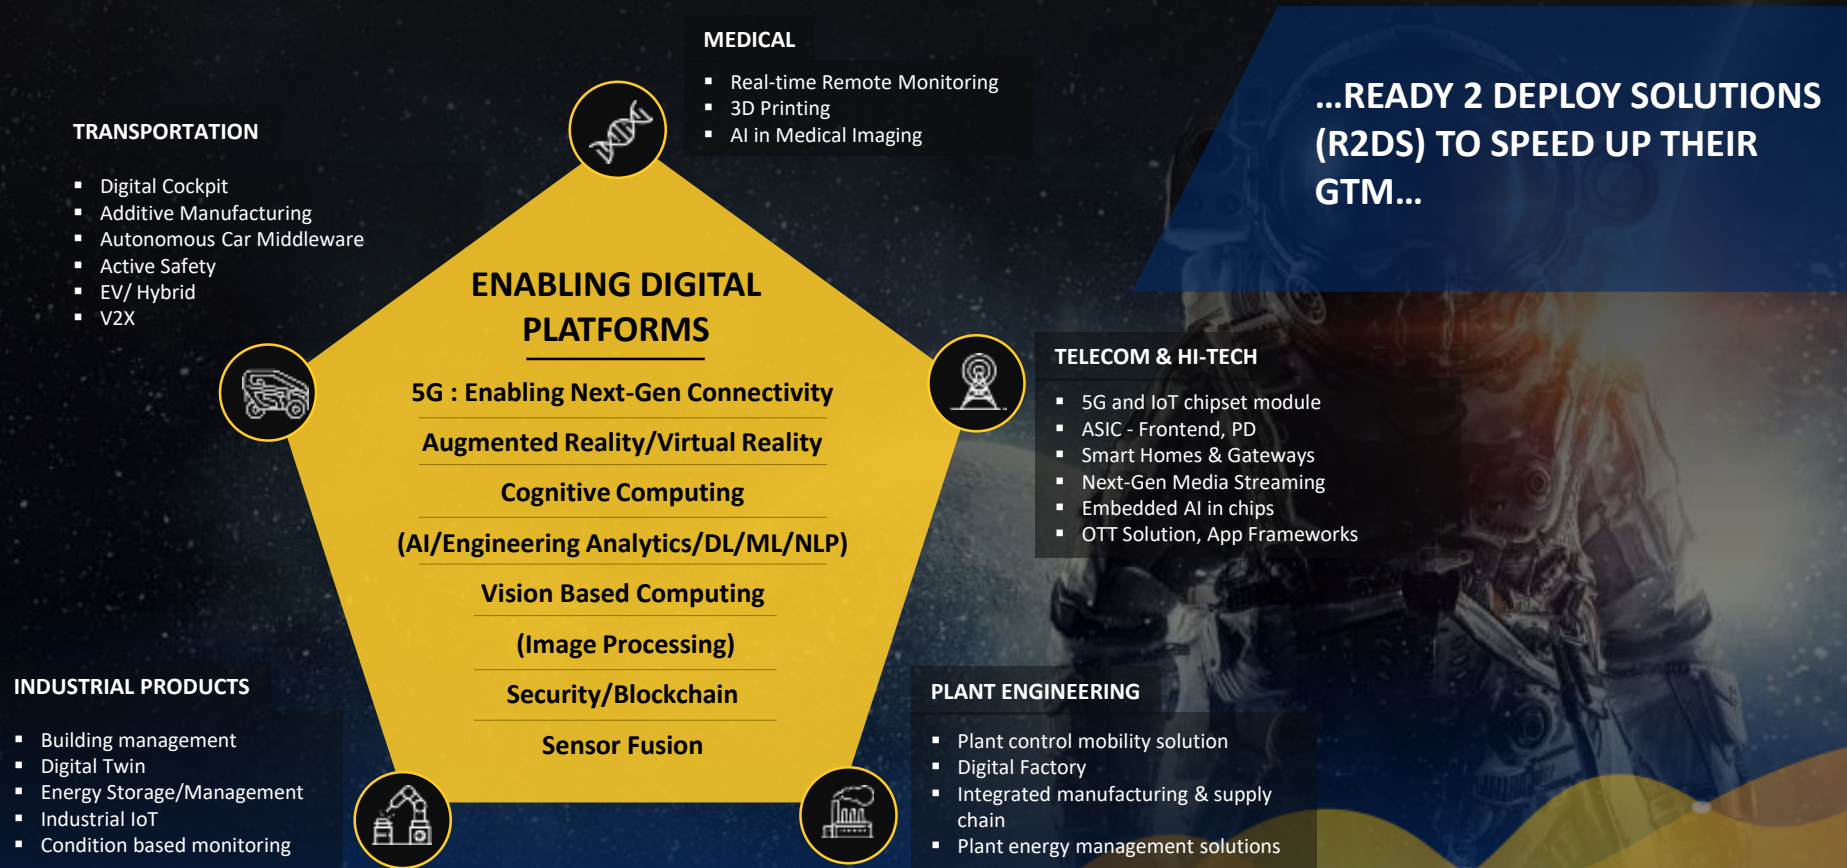 MEDICAL
▪ Real-time Remote Monitoring
▪ 3D Printing
▪ AI in Medical Imaging
...READY 2 DEPLOY SOLUTIONS
(R2DS) TO SPEED UP THEIR
GTM...
TRANSPORTATION
▪ Digital Cockpit
▪ Additive Manufacturing
▪ Autonomous Car Middleware
▪ Active Safety
▪ EV/ Hybrid
▪ V2X
ENABLING DIGITAL
PLATFORMS
5G : Enabling Next-Gen Connectivity
Augmented Reality/Virtual Reality
Cognitive Computing
(AI/Engineering Analytics/DL/ML/NLP)
Vision Based Computing
(Image Processing)
Security/Blockchain
Sensor Fusion
TELECOM & HI-TECH
▪ 5G and IoT chipset module
▪ ASIC - Frontend, PD
▪ Smart Homes & Gateways
▪ Next-Gen Media Streaming
▪ Embedded AI in chips
▪ OTT Solution, App Frameworks
INDUSTRIAL PRODUCTS
▪ Building management
▪ Digital Twin
▪ Energy Storage/Management
▪ Industrial IoT
▪ Condition based monitoring
PLANT ENGINEERING
▪ Plant control mobility solution
▪ Digital Factory
▪ Integrated manufacturing & supply
chain
▪ Plant energy management solutions